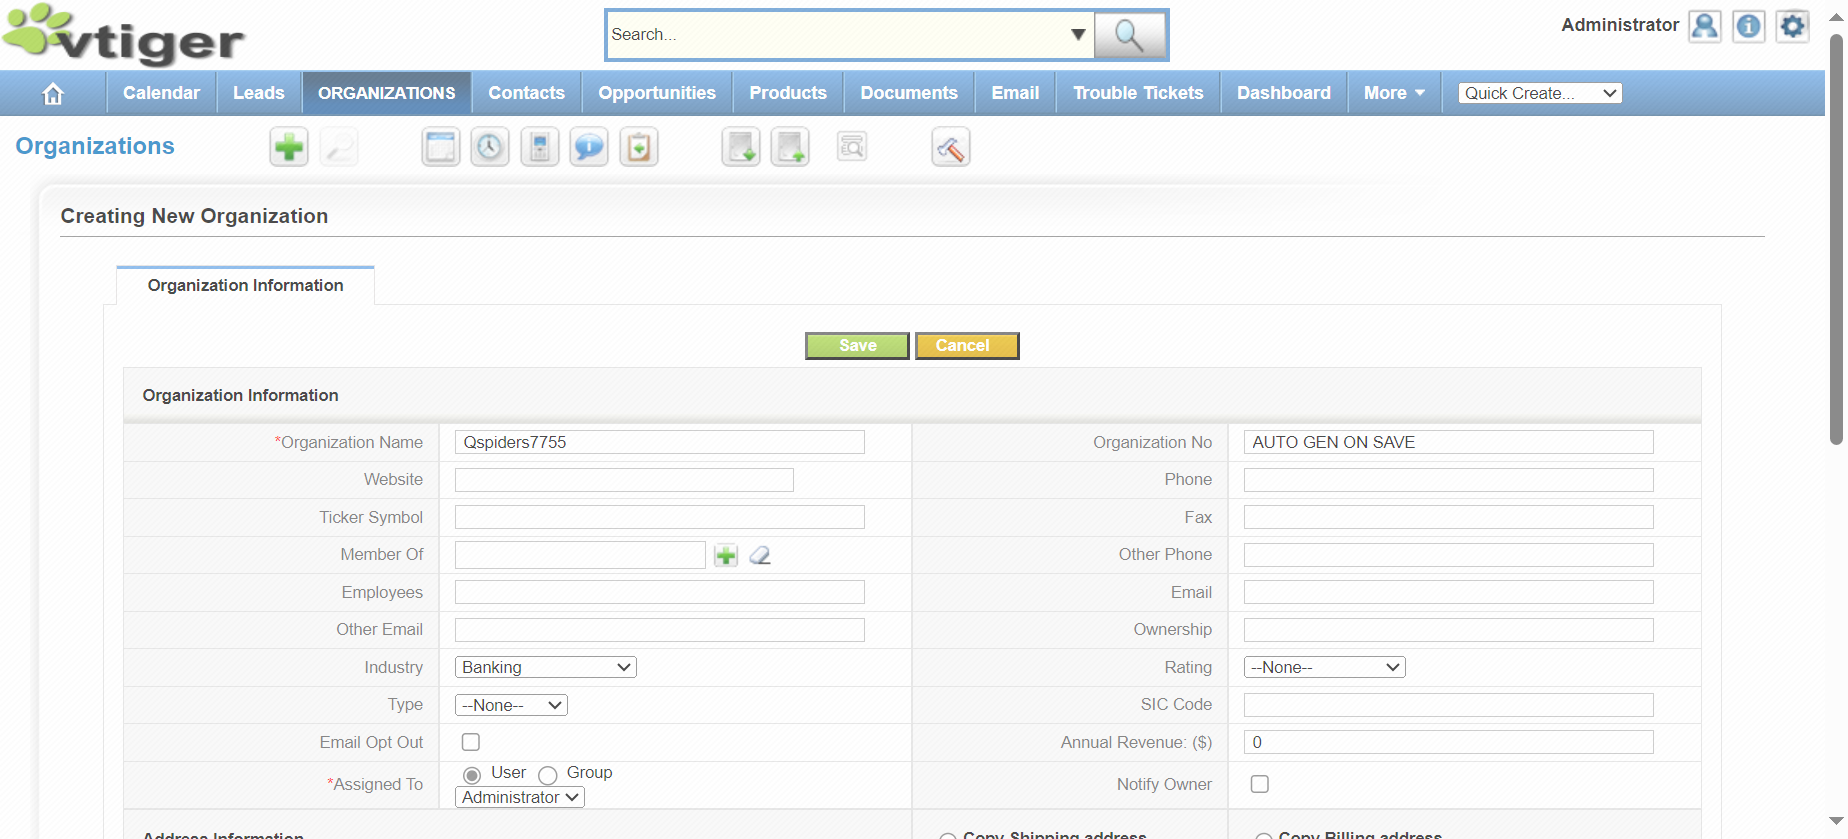 vtiger
Search...
Administrator
Calendar Leads ORGANIZATIONS Contacts Opportunities Products Documents Email Trouble Tickets Dashboard More Quick Create...
Organizations
Creating New Organization
Organization Information
Save Cancel
Organization Information
*Organization Name Qspiders7755 Organization No AUTO GEN ON SAVE
Website Phone
Ticker Symbol Fax
Member Of Other Phone
Employees Email
Other Email Ownership
Industry Banking Rating --None--
Type --None-- SIC Code
Email Opt Out Annual Revenue: ($) 0
*Assigned To User Group Administrator Notify Owner
Address Information Copy Shipping address Copy Billing address